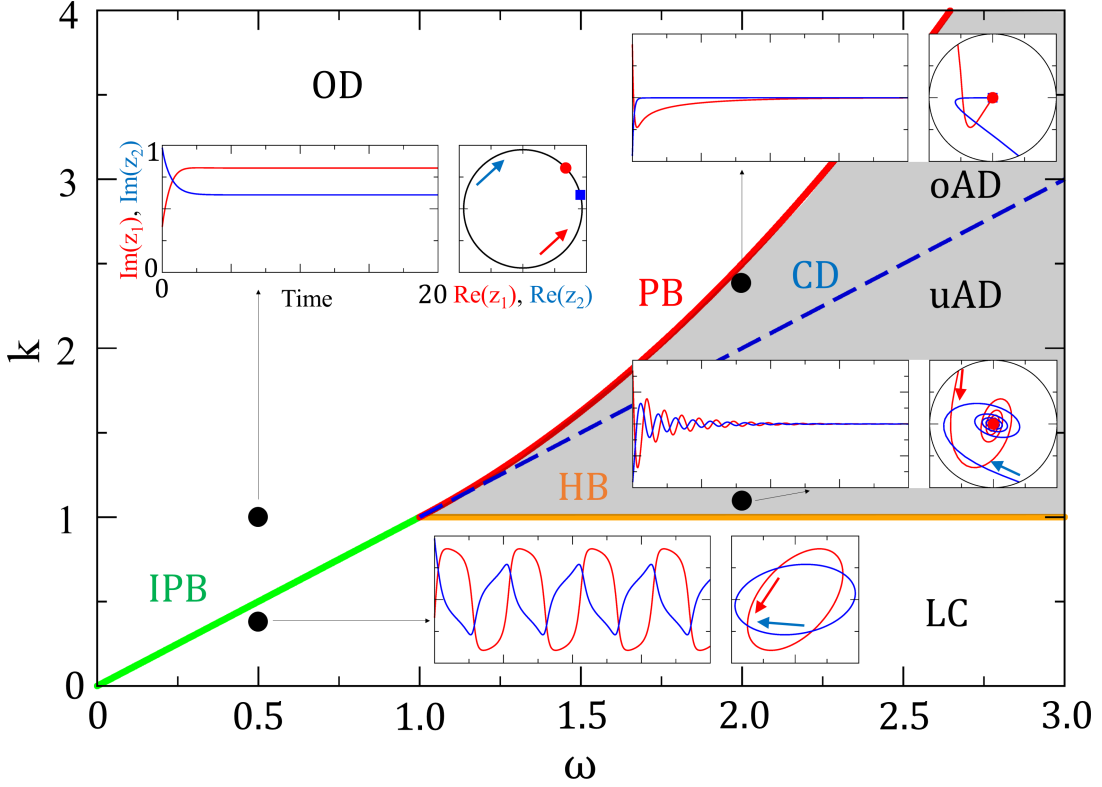 4
OD
Im(z₁), Im(z₂)
1
0
0
Time
20
Re(z₁), Re(z₂)
3
oAD
CD
PB
uAD
k
2
HB
1
IPB
LC
0
0
0.5
1.0
1.5
2.0
2.5
3.0
ω